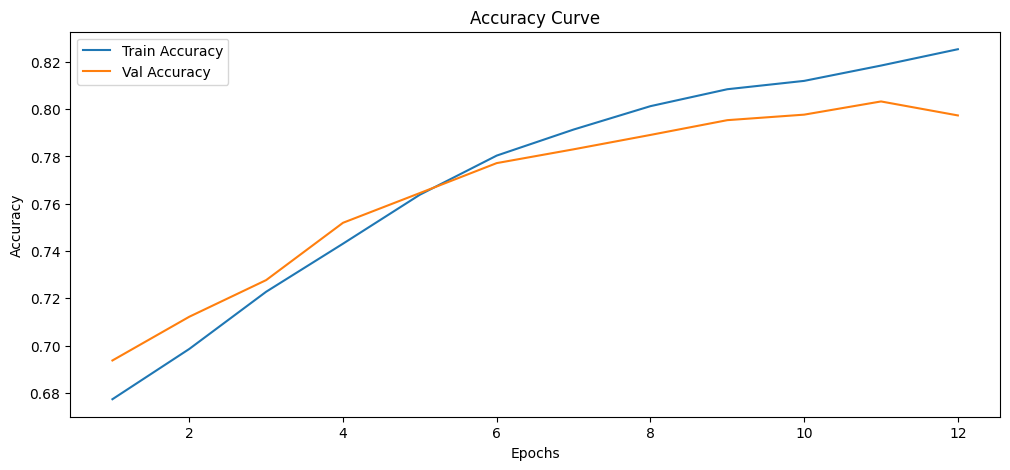 Accuracy Curve
Train Accuracy
Val Accuracy
Accuracy
0.82
0.80
0.78
0.76
0.74
0.72
0.70
0.68
2 4 6 8 10 12
Epochs